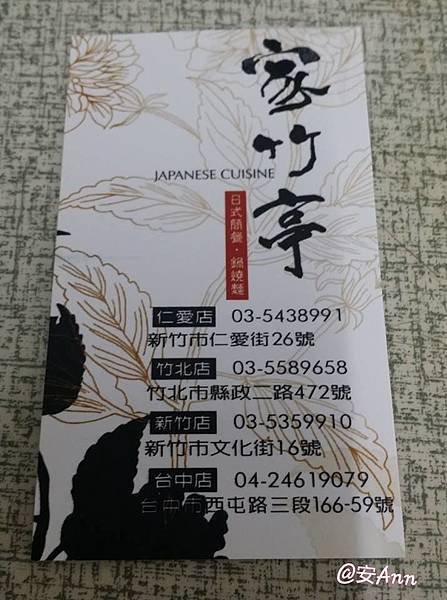 家竹亭
JAPANESE CUISINE
日式簡餐・鍋燒麵
仁愛店 03-5438991
新竹市仁愛街26號
竹北店 03-5589658
竹北市縣政二路472號
新竹店 03-5359910
新竹市文化街16號
台中店 04-24619079
台中市西屯路三段166-59號
@安Ann